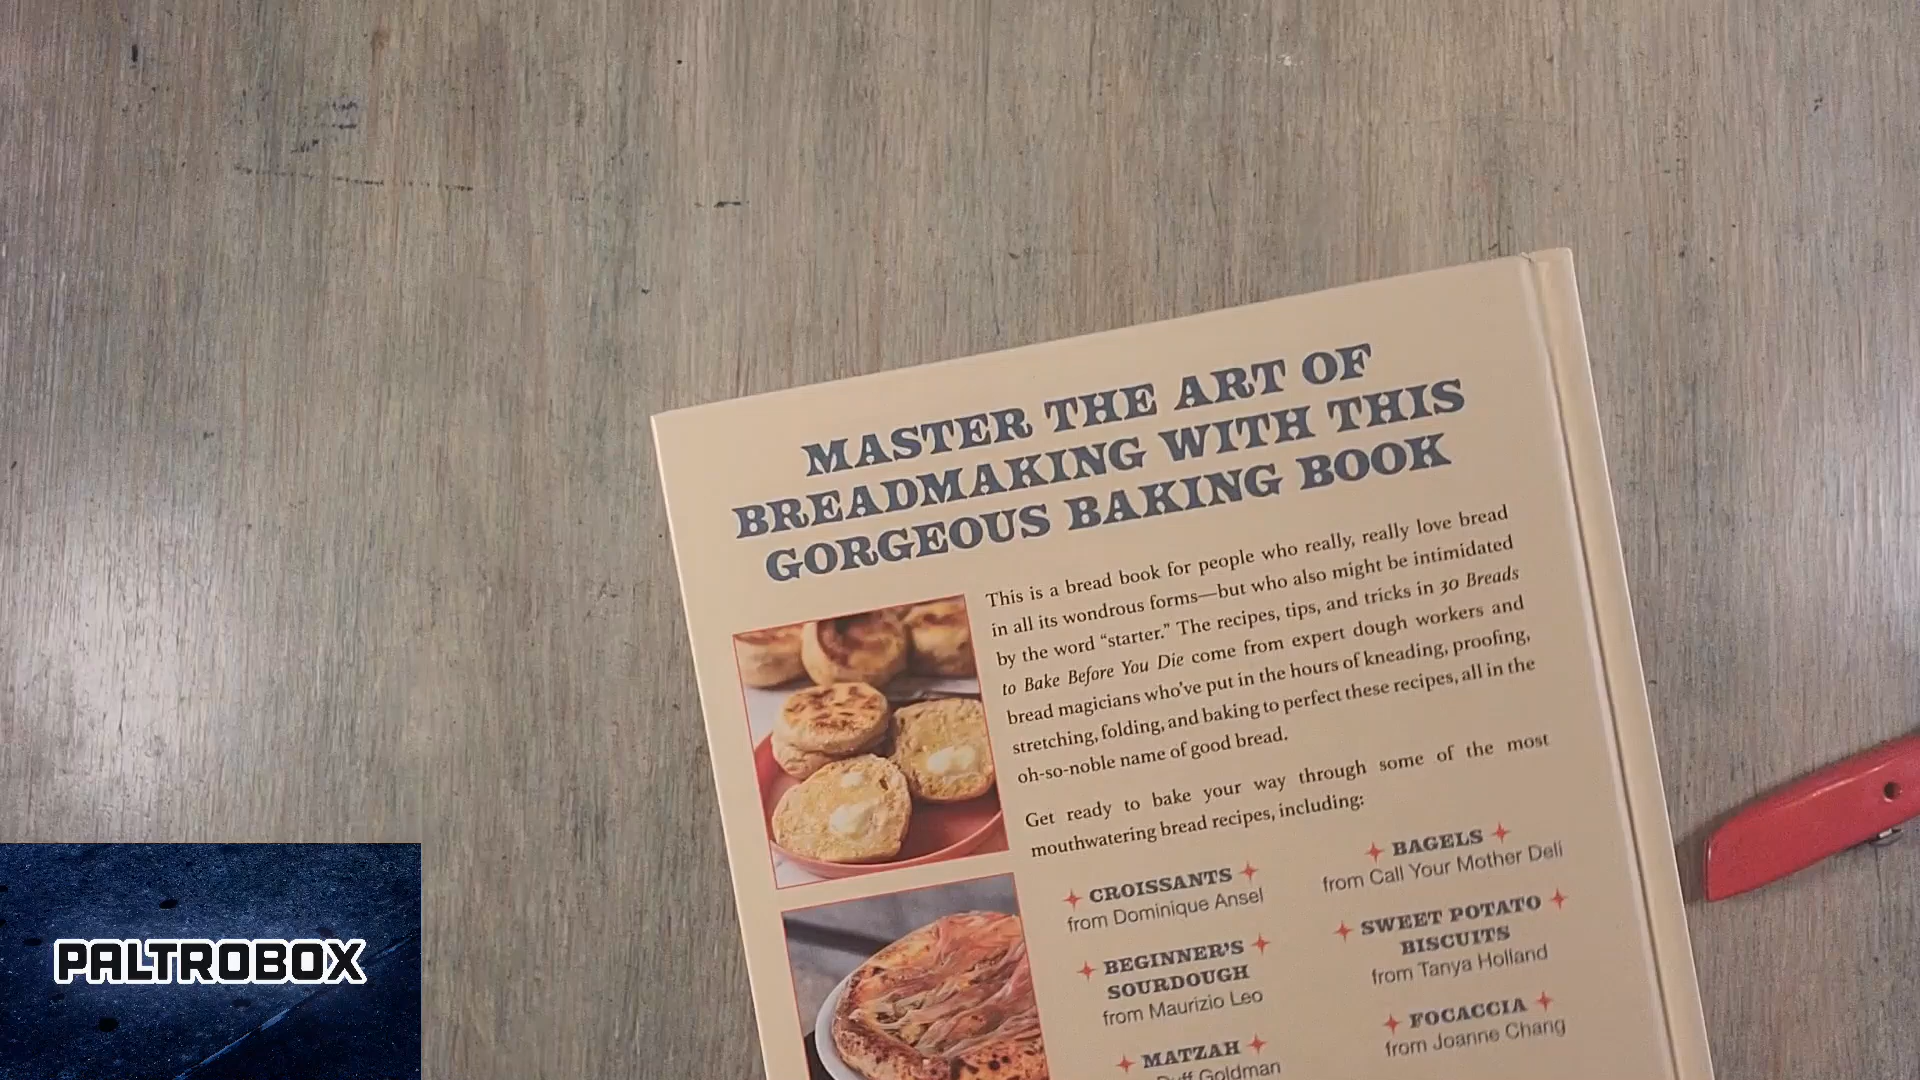 MASTER THE ART OF
BREADMAKING WITH THIS
GORGEOUS BAKING BOOK
This is a bread book for people who really, really love bread
in all its wondrous forms—but who also might be intimidated
by the word “starter.” The recipes, tips, and tricks in 30 Breads
to Bake Before You Die come from expert dough workers and
bread magicians who’ve put in the hours of kneading, proofing,
stretching, folding, and baking to perfect these recipes, all in the
oh-so-noble name of good bread.
Get ready to bake your way through some of the most
mouthwatering bread recipes, including:
CROISSANTS
from Dominique Ansel
BEGINNER’S
SOURDOUGH
from Maurizio Leo
MATZAH
Duff Goldman
BAGELS
from Call Your Mother Deli
SWEET POTATO
BISCUITS
from Tanya Holland
FOCACCIA
from Joanne Chang
PALTROBOX